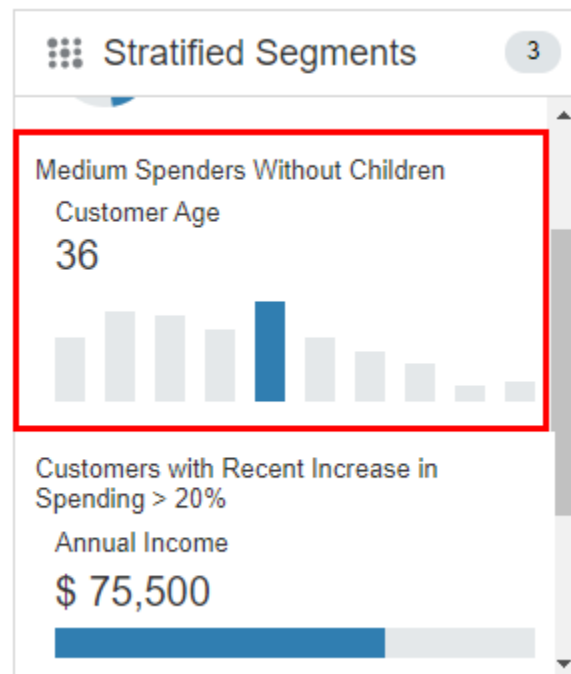 Stratified Segments
3
Medium Spenders Without Children
Customer Age
36
Customers with Recent Increase in
Spending > 20%
Annual Income
$ 75,500